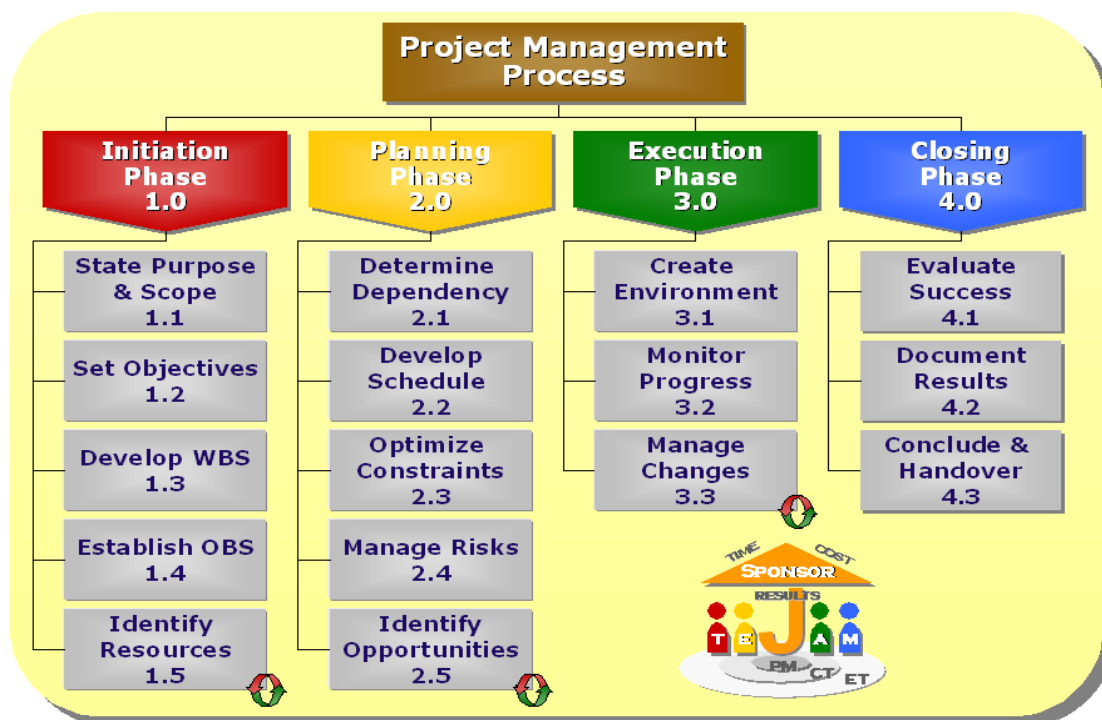 Project Management
Process
Initiation
Phase
1.0
State Purpose
& Scope
1.1
Set Objectives
1.2
Develop WBS
1.3
Establish OBS
1.4
Identify
Resources
1.5
Planning
Phase
2.0
Determine
Dependency
2.1
Develop
Schedule
2.2
Optimize
Constraints
2.3
Manage Risks
2.4
Identify
Opportunities
2.5
Execution
Phase
3.0
Create
Environment
3.1
Monitor
Progress
3.2
Manage
Changes
3.3
Closing
Phase
4.0
Evaluate
Success
4.1
Document
Results
4.2
Conclude &
Handover
4.3
TIME
COST
SPONSOR
RESULTS
T E J A M
PM
CT
ET